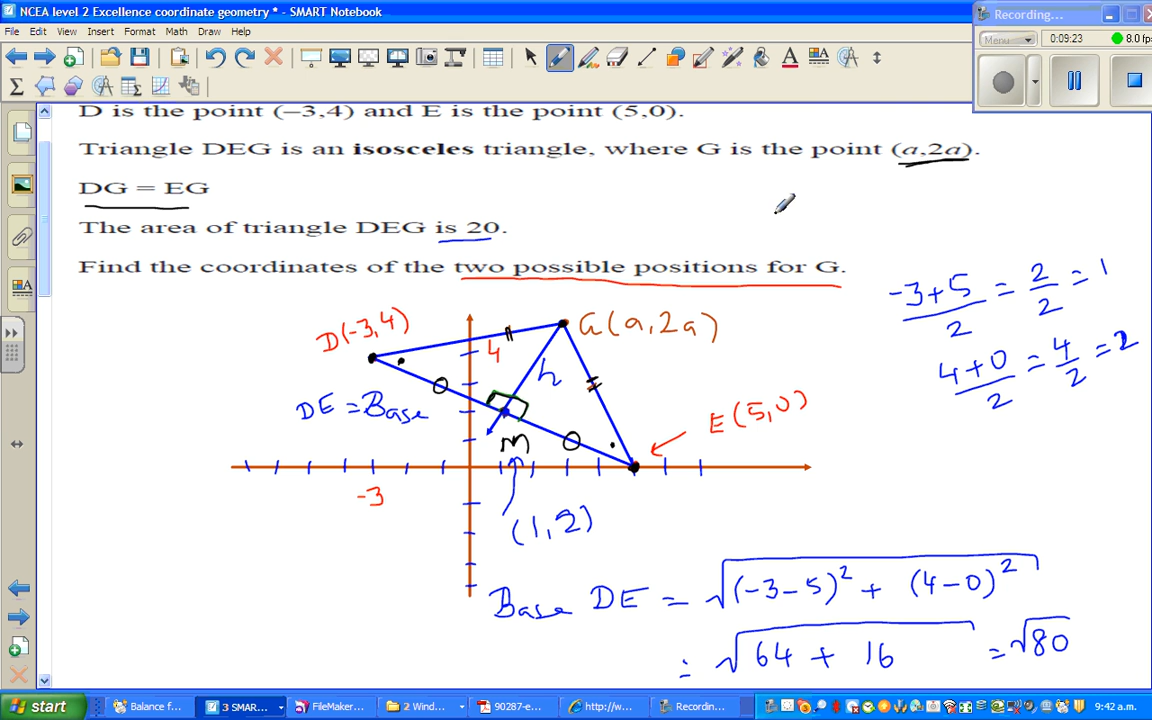 NCEA level 2 Excellence coordinate geometry * - SMART Notebook
Recording...
File Edit View Insert Format Math Draw Help
Menu
0:09:23
8.0 fp
D is the point (−3,4) and E is the point (5,0).
Triangle DEG is an isosceles triangle, where G is the point (a,2a).
DG = EG
The area of triangle DEG is 20.
Find the coordinates of the two possible positions for G.
-3+5/2 = 2/2 = 1
4+0/2 = 4/2 = 2
D(-3,4)
G(a,2a)
4
h
DE = Base
E(5,0)
m
-3
(1,2)
Base DE = √(-3-5)² + (4-0)²
= √64 + 16 = √80
start
Balance f...
3 SMAR...
FileMaker...
2 Wind...
90287-e...
http://w...
Recordin...
9:42 a.m.